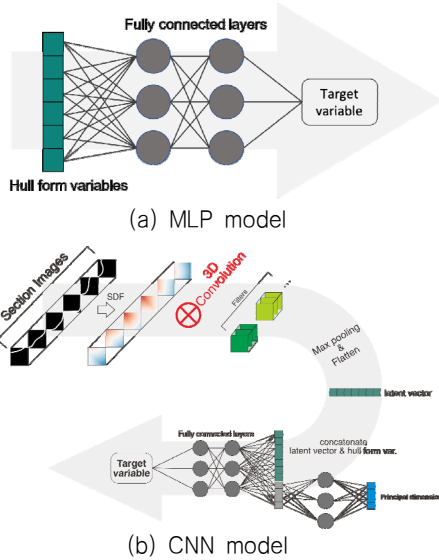 Fully connected layers
Target
variable
Hull form variables
(a) MLP model
Section Images
SDF
3D
Convolution
Filters
...
Max pooling
&
Flatten
latent vector
Fully connected layers
concatenate
latent vector & hull form var.
Target
variable
Principal dimension
(b) CNN model